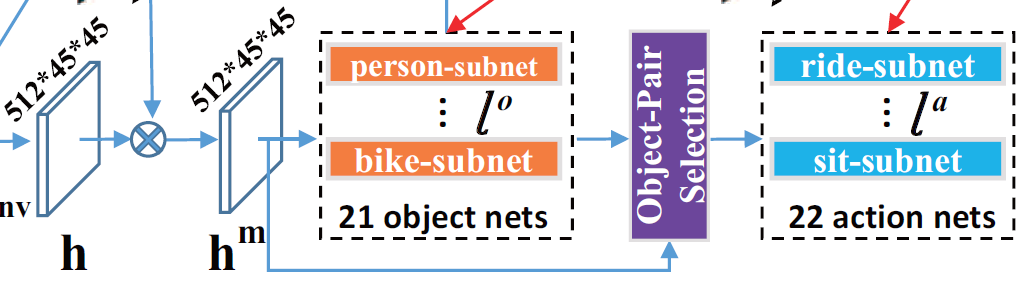 512*45*45
512*45*45
person-subnet
⋮ l^o
bike-subnet
21 object nets
Object-Pair
Selection
ride-subnet
⋮ l^a
sit-subnet
22 action nets
nv
h
h^m